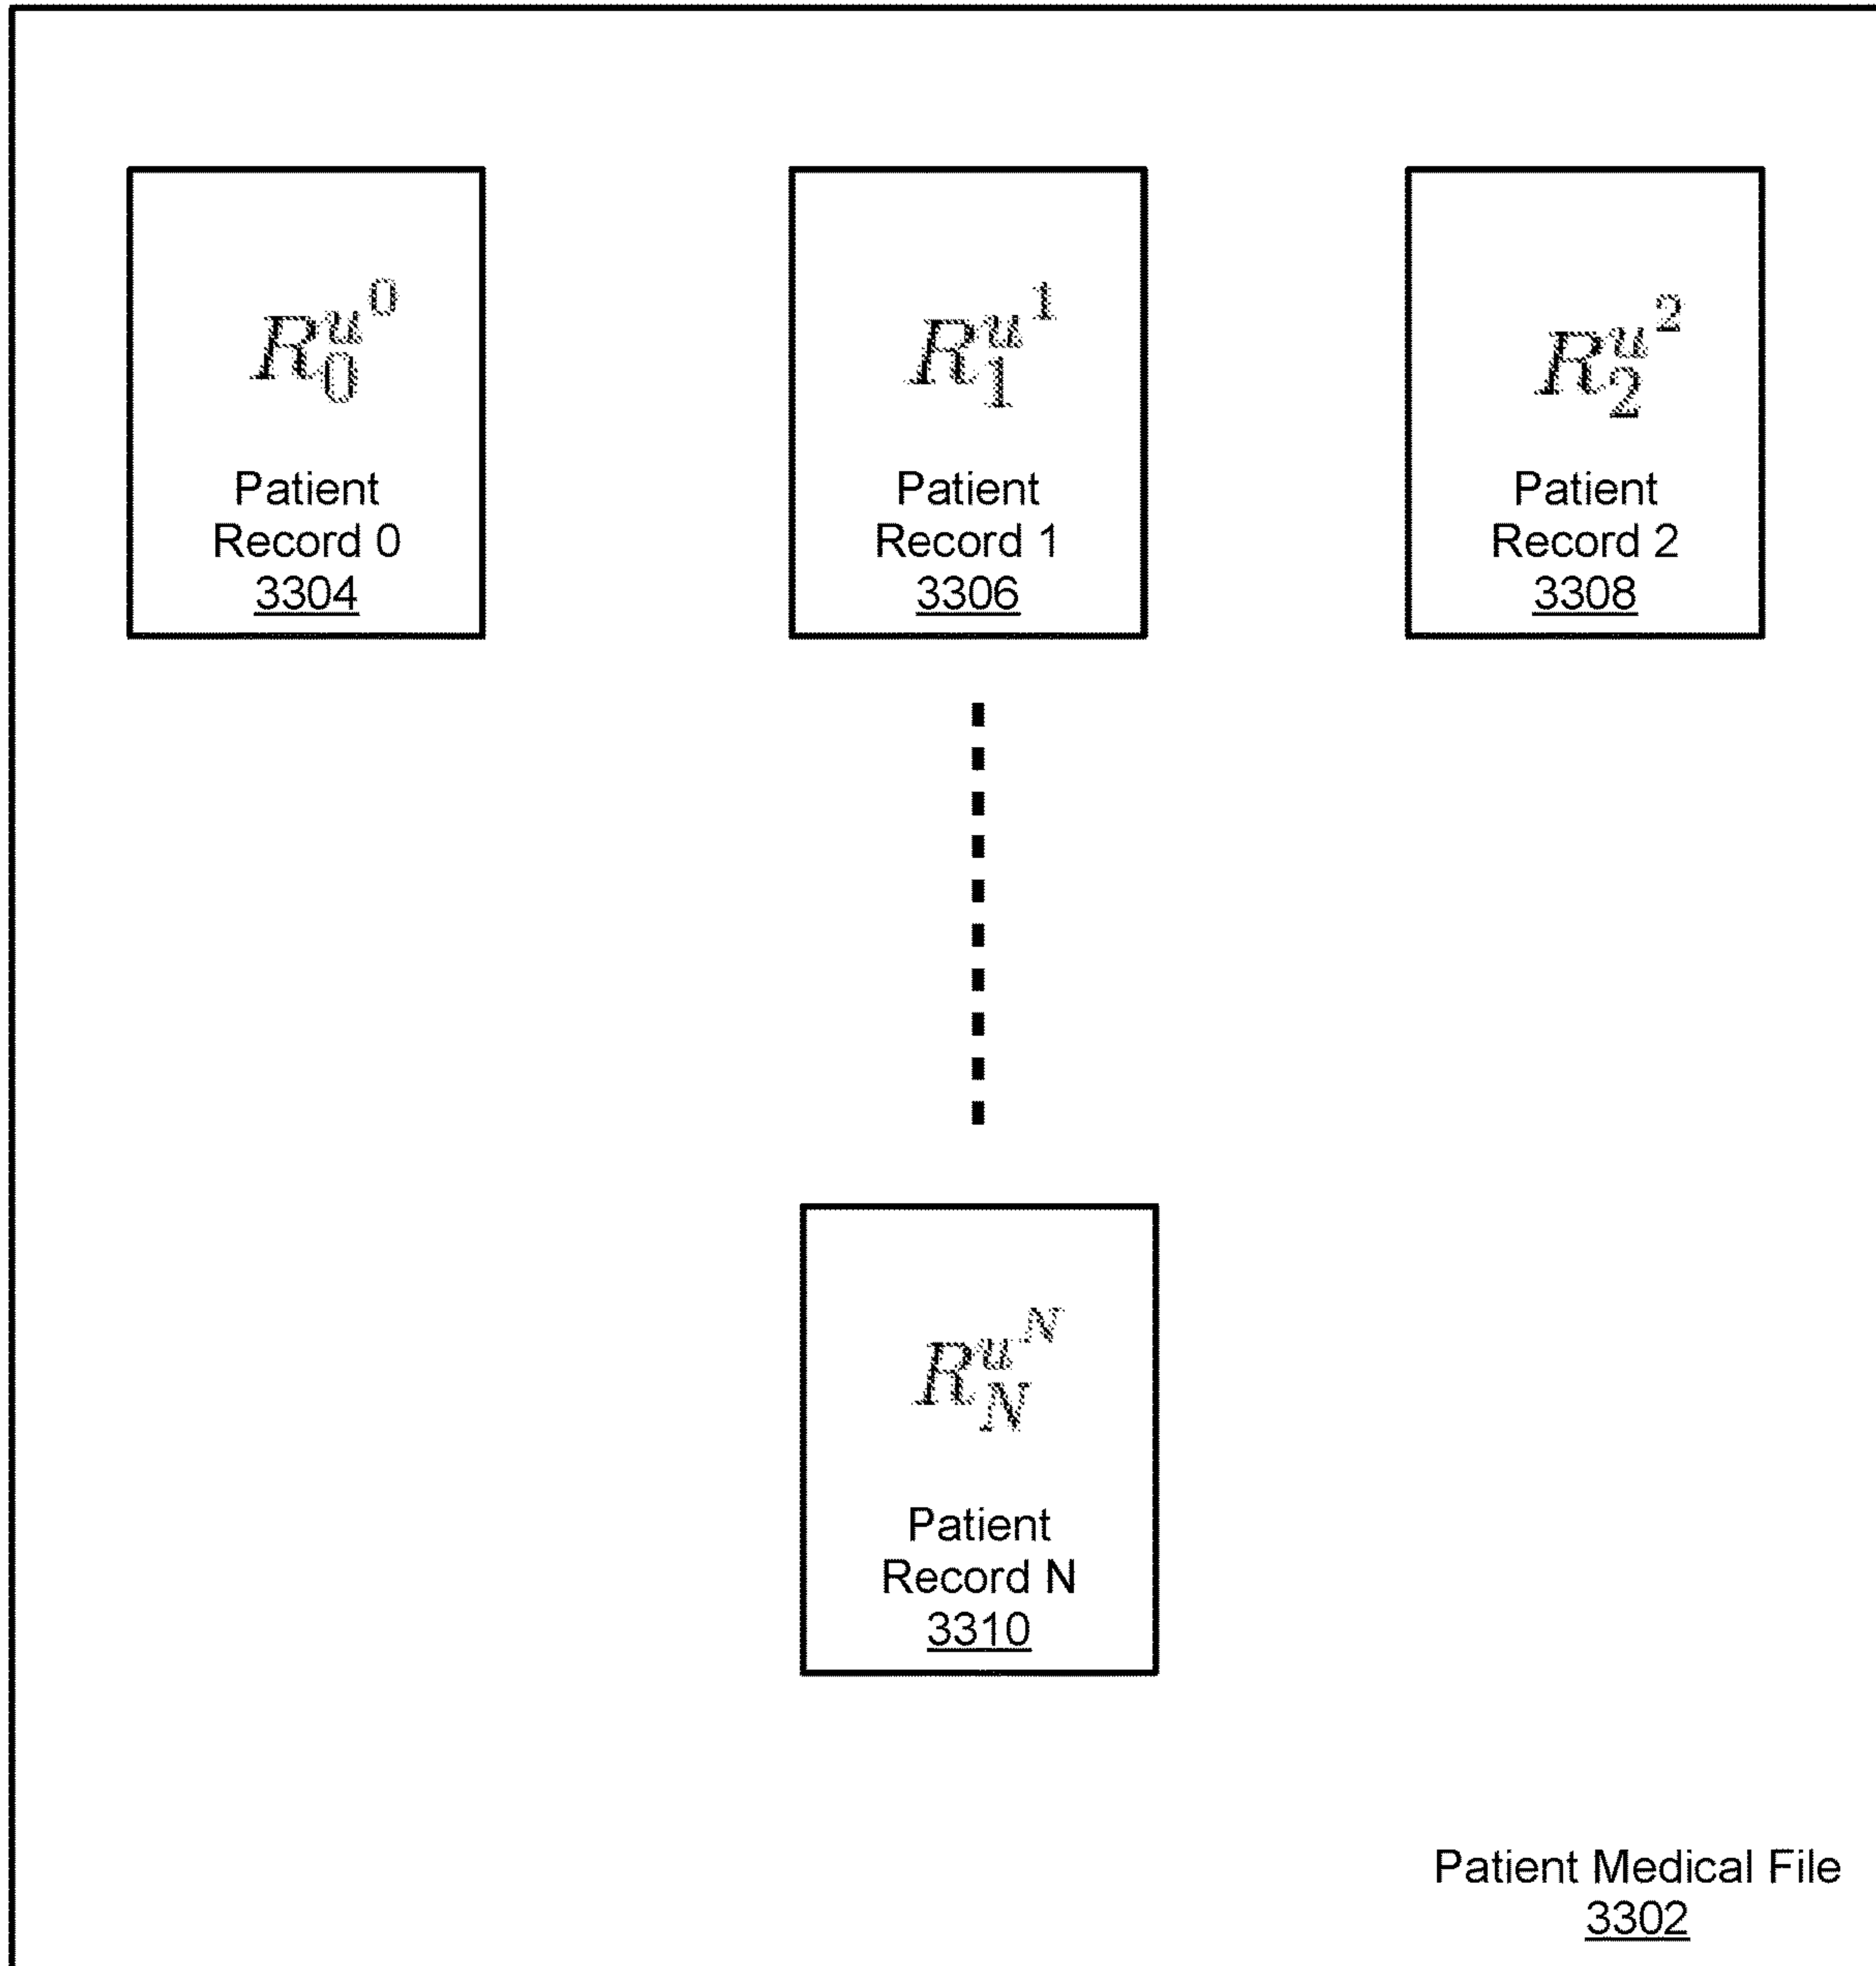 R_0^{u^0}
Patient
Record 0
3304
R_1^{u^1}
Patient
Record 1
3306
R_2^{u^2}
Patient
Record 2
3308
R_N^{u^N}
Patient
Record N
3310
Patient Medical File
3302